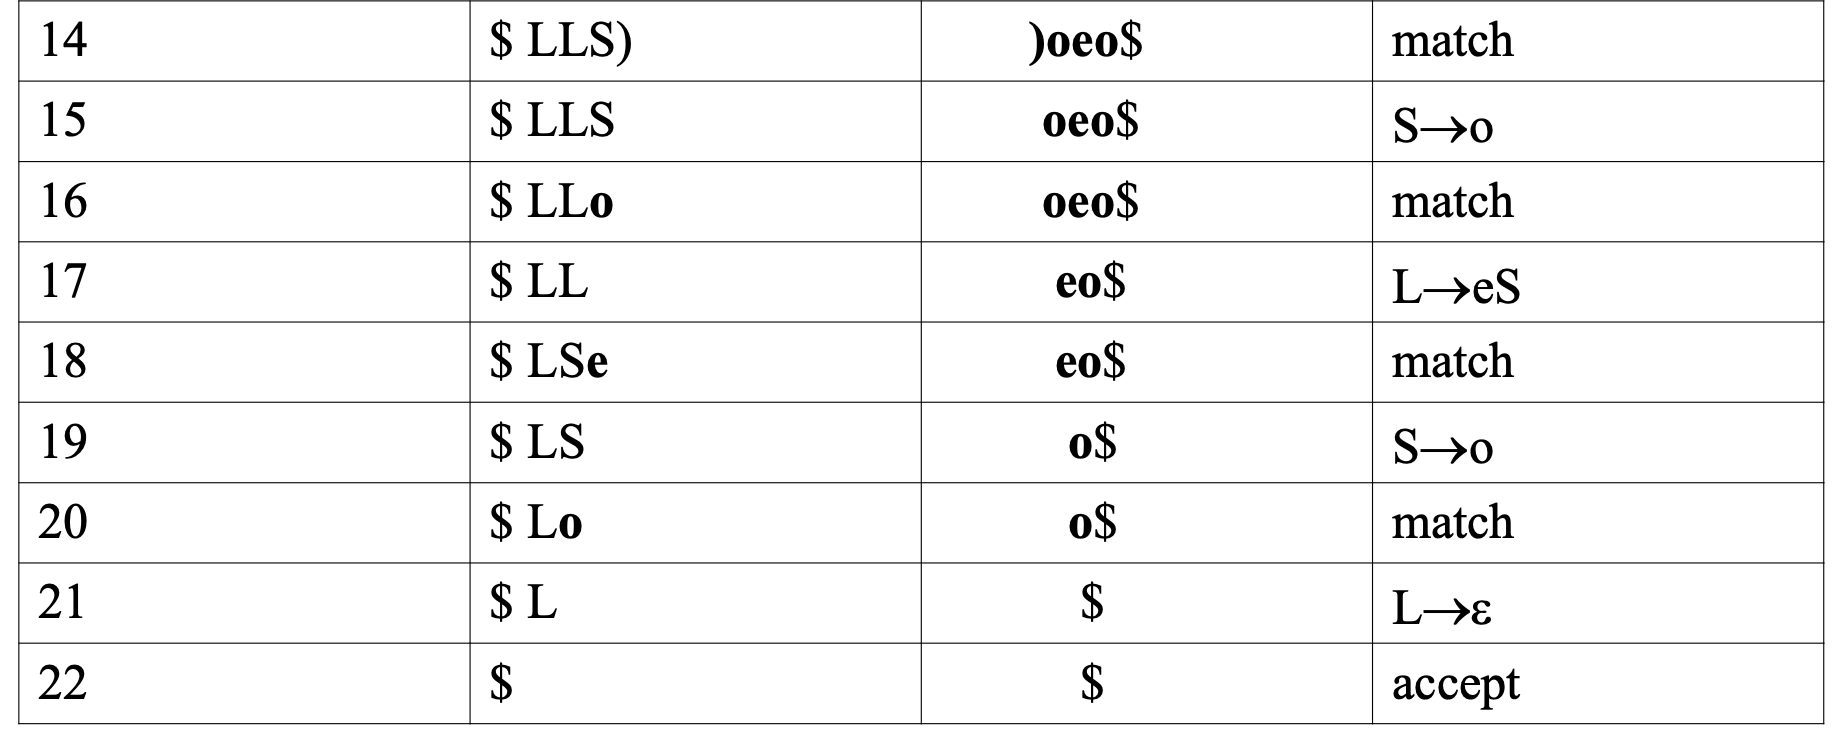 14 $ LLS) )oeo$ match
15 $ LLS oeo$ S→o
16 $ LLo oeo$ match
17 $ LL eo$ L→eS
18 $ LSe eo$ match
19 $ LS o$ S→o
20 $ Lo o$ match
21 $ L $ L→ε
22 $ $ accept